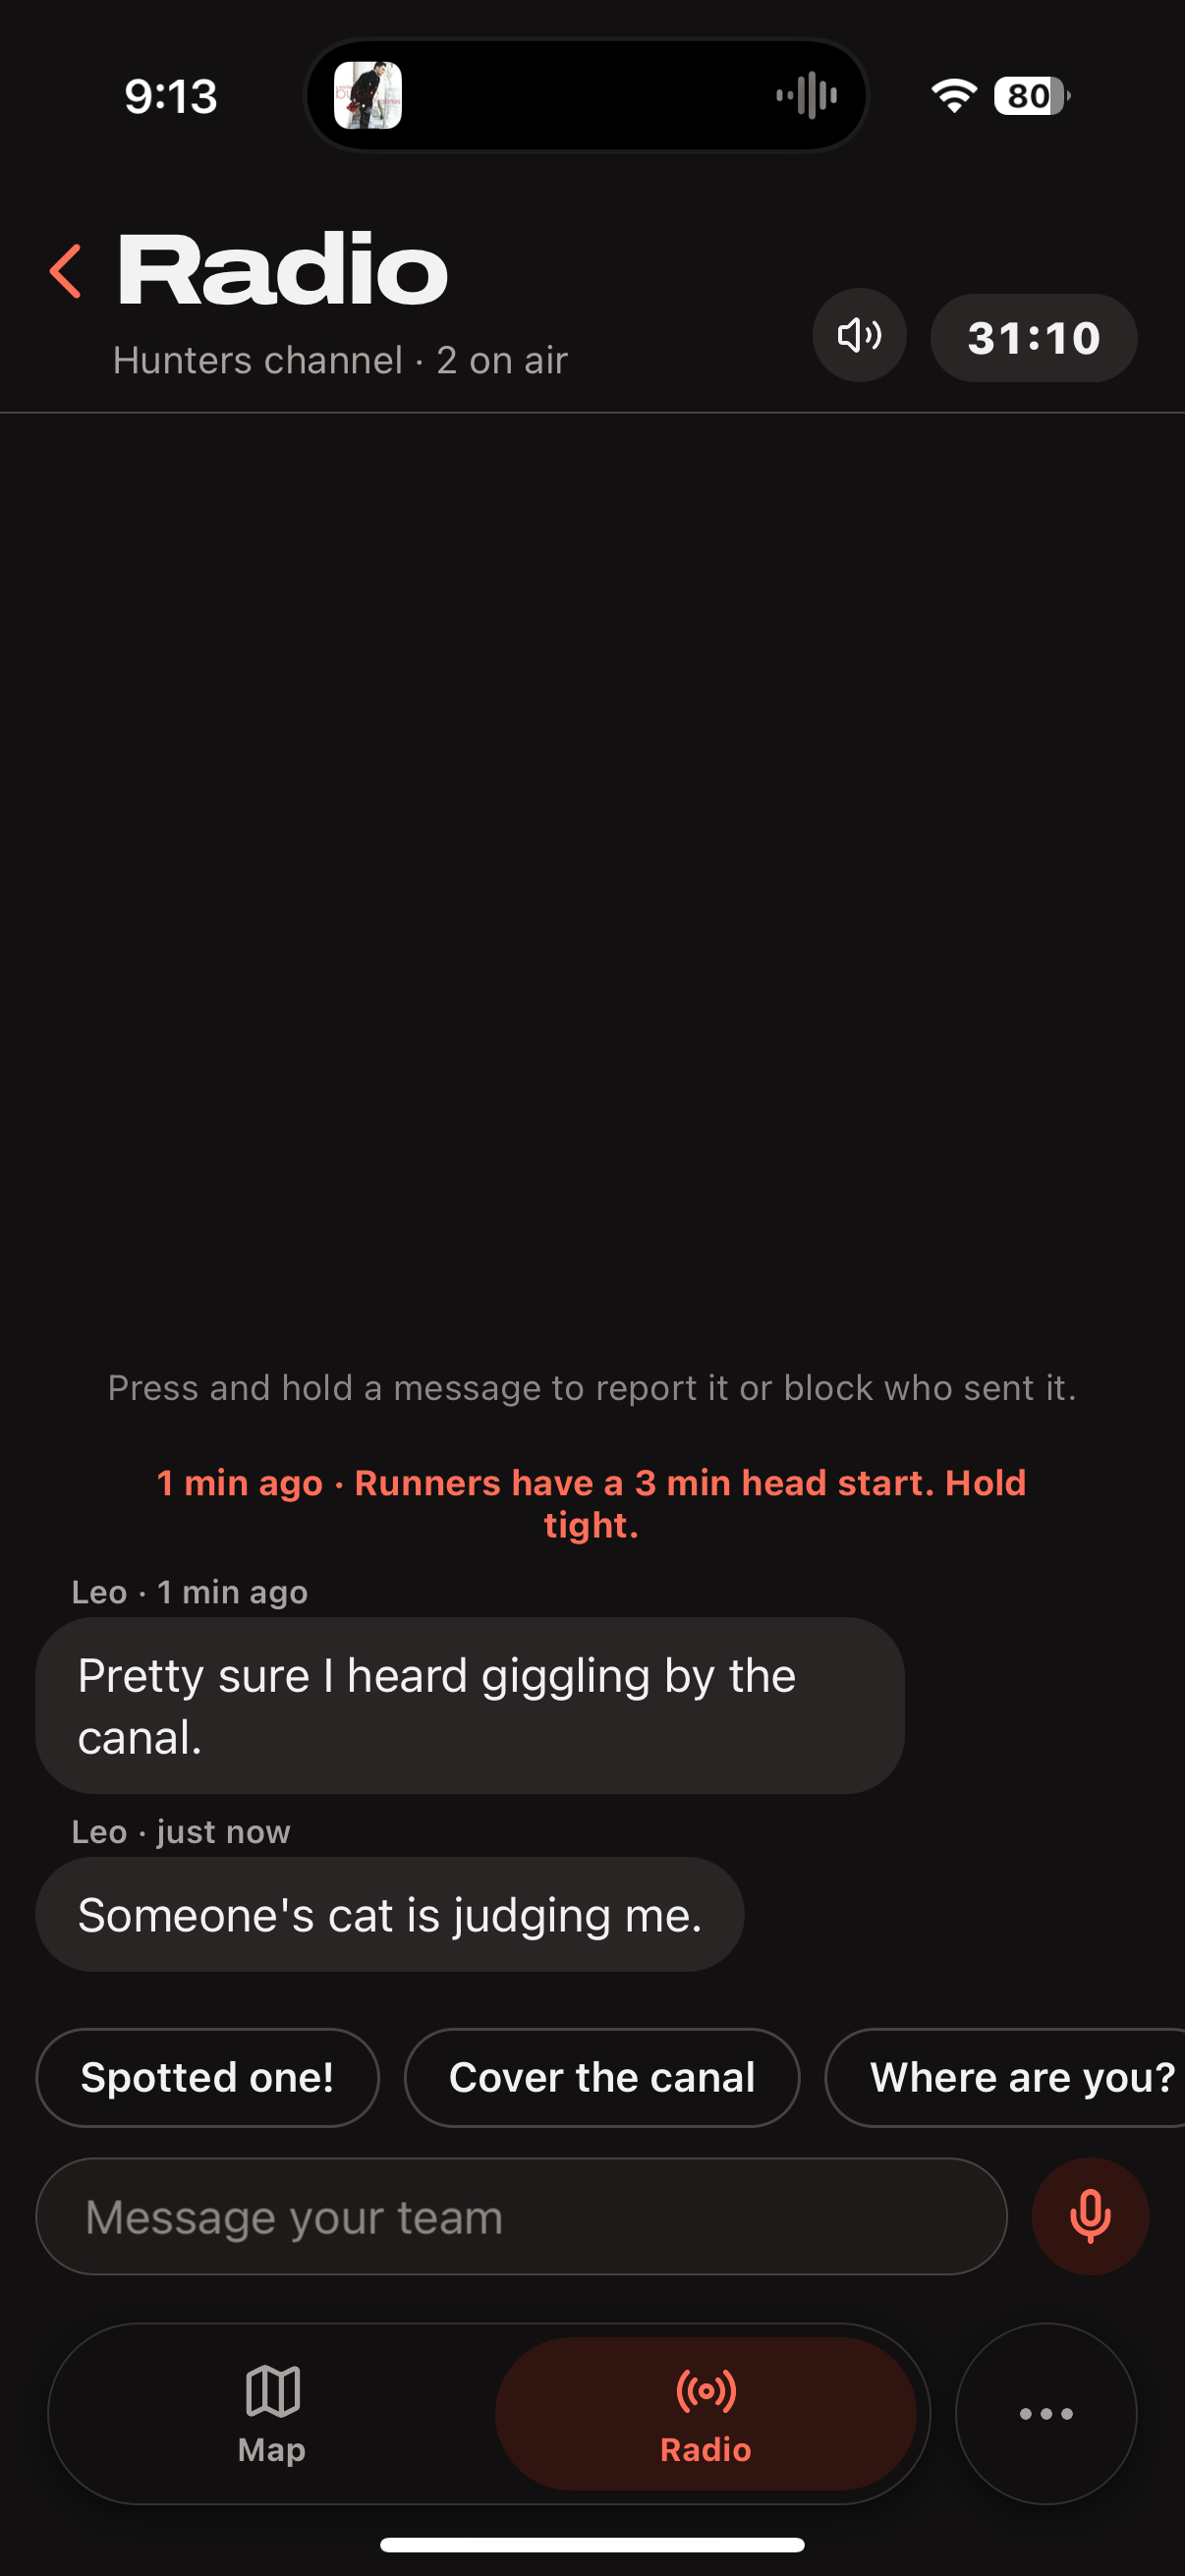 9:13
80
Radio
Hunters channel · 2 on air
31:10
Press and hold a message to report it or block who sent it.
1 min ago · Runners have a 3 min head start. Hold
tight.
Leo · 1 min ago
Pretty sure I heard giggling by the
canal.
Leo · just now
Someone's cat is judging me.
Spotted one!
Cover the canal
Where are you?
Message your team
Map
Radio